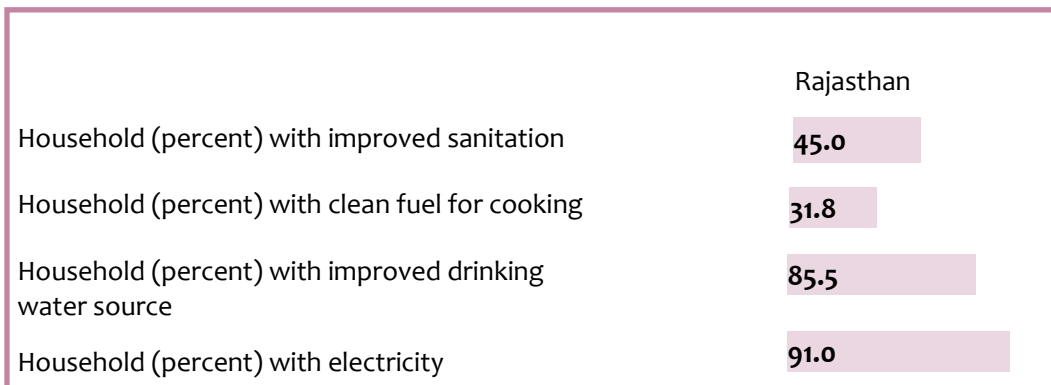 Rajasthan
Household (percent) with improved sanitation 45.0
Household (percent) with clean fuel for cooking 31.8
Household (percent) with improved drinking
water source 85.5
Household (percent) with electricity 91.0